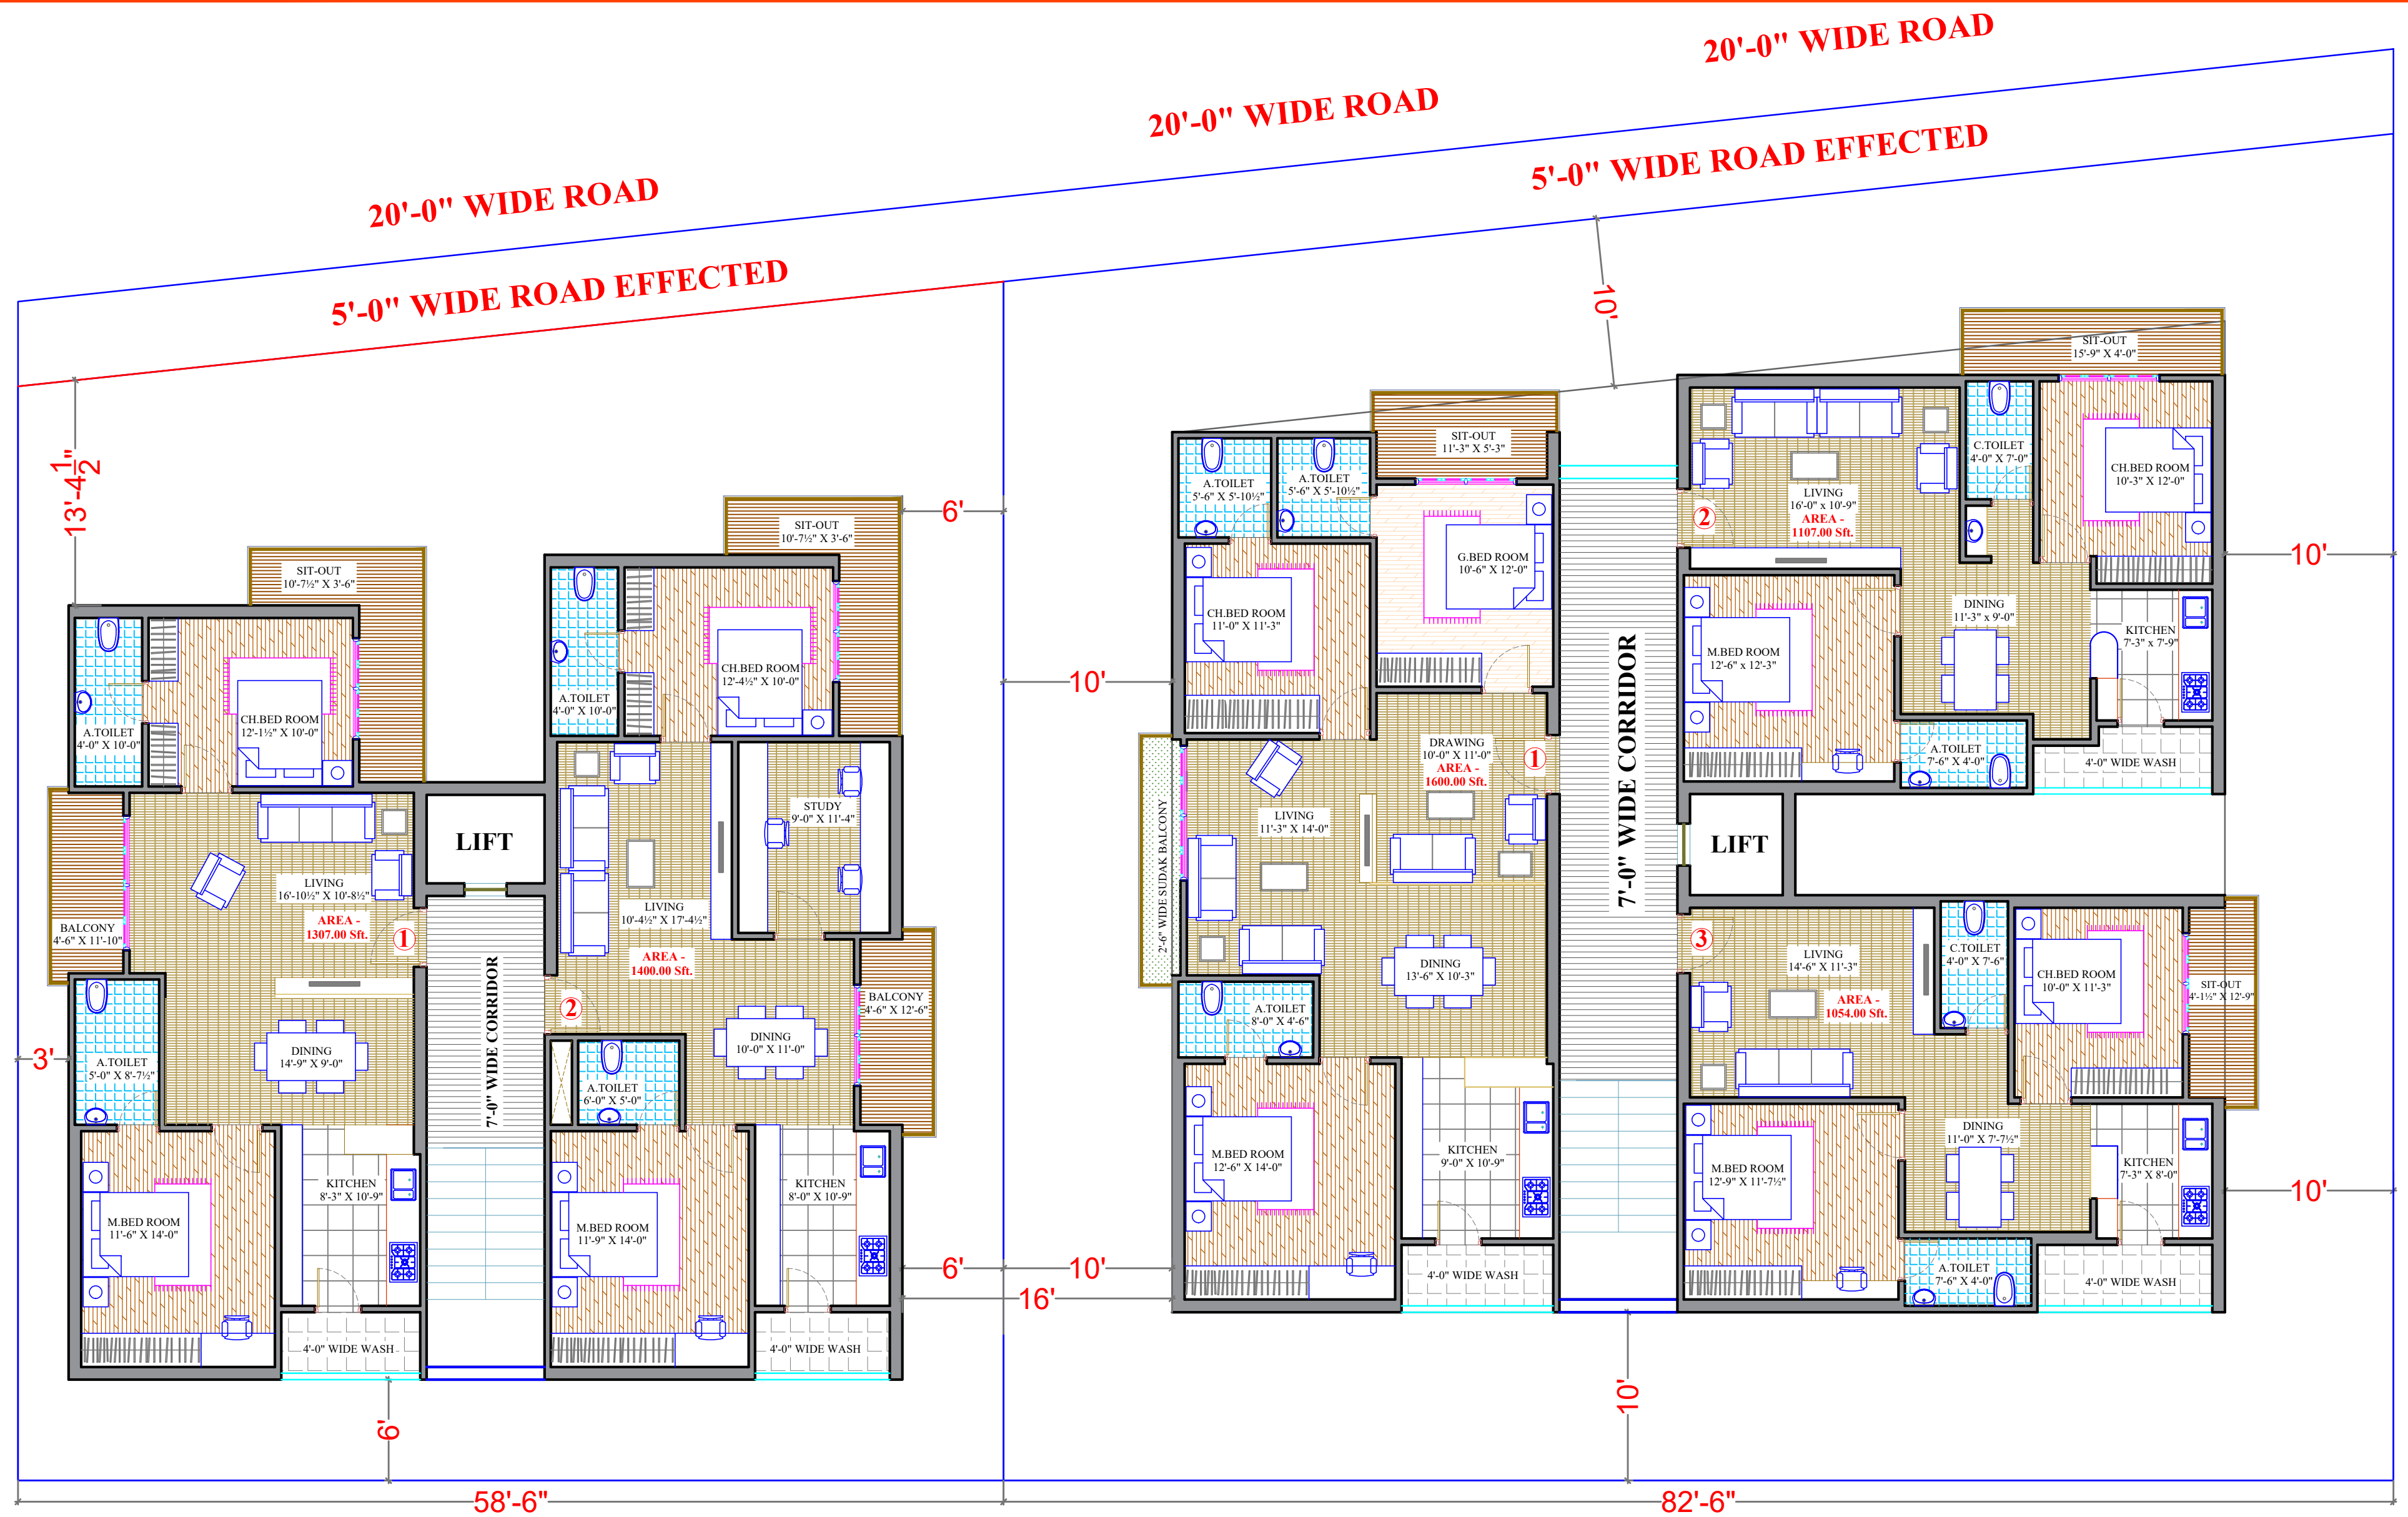 20'-0" WIDE ROAD
20'-0" WIDE ROAD
20'-0" WIDE ROAD
5'-0" WIDE ROAD EFFECTED
5'-0" WIDE ROAD EFFECTED
13'-4 1/2"
SIT-OUT
10'-7½" X 3'-6"
A.TOILET
4'-0" X 10'-0"
CH.BED ROOM
12'-1½" X 10'-0"
BALCONY
4'-6" X 11'-10"
LIVING
16'-10½" X 10'-8½"
AREA -
1307.00 Sft.
1
3'
A.TOILET
5'-0" X 8'-7½"
DINING
14'-9" X 9'-0"
M.BED ROOM
11'-6" X 14'-0"
KITCHEN
8'-3" X 10'-9"
4'-0" WIDE WASH
LIFT
7'-0" WIDE CORRIDOR
6'
SIT-OUT
10'-7½" X 3'-6"
6'
A.TOILET
4'-0" X 10'-0"
CH.BED ROOM
12'-4½" X 10'-0"
STUDY
9'-0" X 11'-4"
LIVING
10'-4½" X 17'-4½"
AREA -
1400.00 Sft.
2
BALCONY
4'-6" X 12'-6"
DINING
10'-0" X 11'-0"
A.TOILET
6'-0" X 5'-0"
M.BED ROOM
11'-9" X 14'-0"
KITCHEN
8'-0" X 10'-9"
4'-0" WIDE WASH
6'
10'
16'
10'
10'
SIT-OUT
11'-3" X 5'-3"
A.TOILET
5'-6" X 5'-10½"
A.TOILET
5'-6" X 5'-10½"
G.BED ROOM
10'-6" X 12'-0"
CH.BED ROOM
11'-0" X 11'-3"
DRAWING
10'-0" X 11'-0"
AREA -
1600.00 Sft.
1
2'-6" WIDE SUDAK BALCONY
LIVING
11'-3" X 14'-0"
DINING
13'-6" X 10'-3"
A.TOILET
8'-0" X 4'-6"
M.BED ROOM
12'-6" X 14'-0"
KITCHEN
9'-0" X 10'-9"
4'-0" WIDE WASH
7'-0" WIDE CORRIDOR
10'
SIT-OUT
15'-9" X 4'-0"
C.TOILET
4'-0" X 7'-0"
CH.BED ROOM
10'-3" X 12'-0"
LIVING
16'-0" x 10'-9"
AREA -
1107.00 Sft.
2
10'
DINING
11'-3" x 9'-0"
KITCHEN
7'-3" x 7'-9"
M.BED ROOM
12'-6" x 12'-3"
A.TOILET
7'-6" X 4'-0"
4'-0" WIDE WASH
LIFT
3
LIVING
14'-6" X 11'-3"
AREA -
1054.00 Sft.
C.TOILET
4'-0" X 7'-6"
CH.BED ROOM
10'-0" X 11'-3"
SIT-OUT
4'-1½" X 12'-9"
DINING
11'-0" X 7'-7½"
KITCHEN
7'-3" X 8'-0"
M.BED ROOM
12'-9" X 11'-7½"
A.TOILET
7'-6" X 4'-0"
4'-0" WIDE WASH
10'
58'-6"
82'-6"